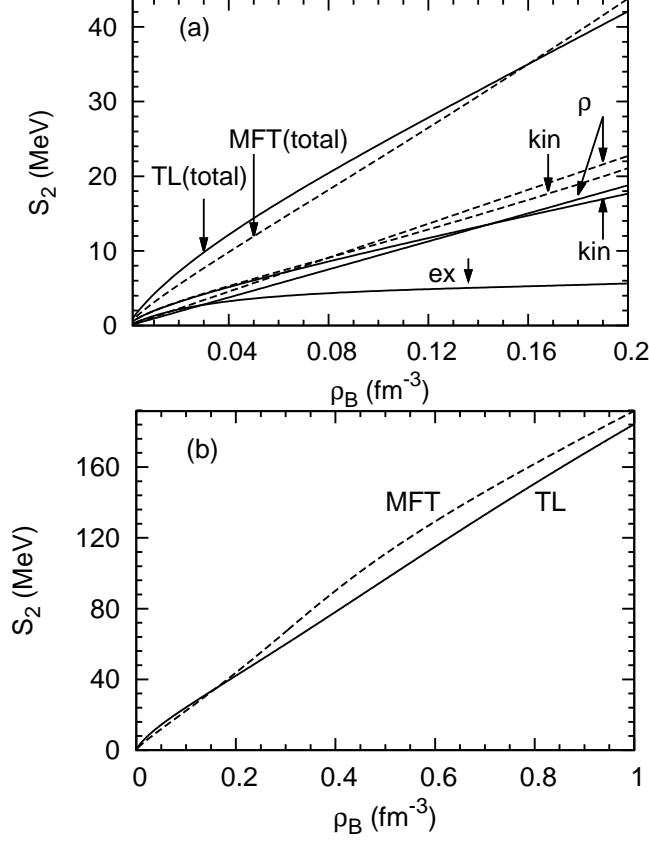 (a)
40
30
20
10
0
S2 (MeV)
MFT(total)
TL(total)
kin
ρ
kin
ex
0.04
0.08
0.12
0.16
0.2
ρB (fm-3)
(b)
160
120
80
40
0
S2 (MeV)
MFT
TL
0
0.2
0.4
0.6
0.8
1
ρB (fm-3)